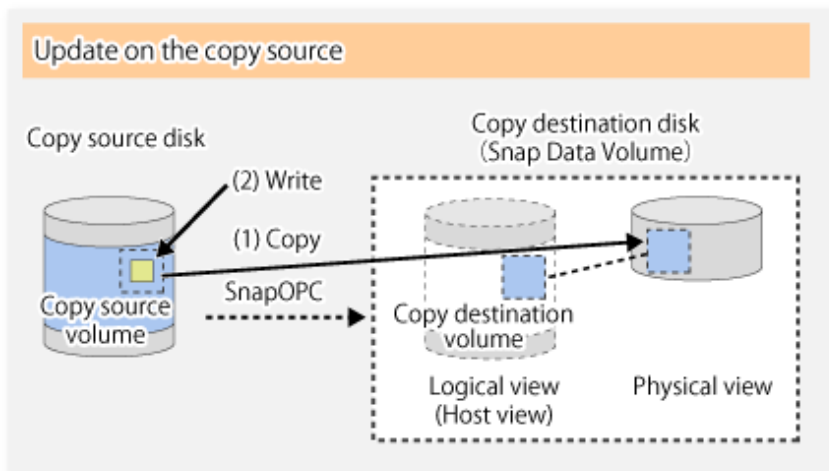 Update on the copy source
Copy source disk
Copy destination disk
(Snap Data Volume)
(2) Write
(1) Copy
SnapOPC
Copy source
volume
Copy destination
volume
Logical view
(Host view)
Physical view